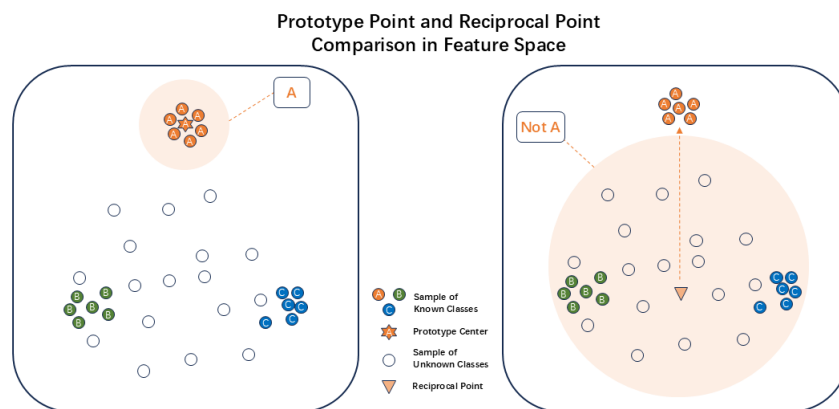 Prototype Point and Reciprocal Point
Comparison in Feature Space
A
A
A
A
A
A
A
A
B
B
B
B
B
B
C
C
C
C
C
C
A
B
C
Sample of
Known Classes
A
Prototype Center
Sample of
Unknown Classes
Reciprocal Point
Not A
A
A
A
A
A
A
B
B
B
B
B
B
C
C
C
C
C
C